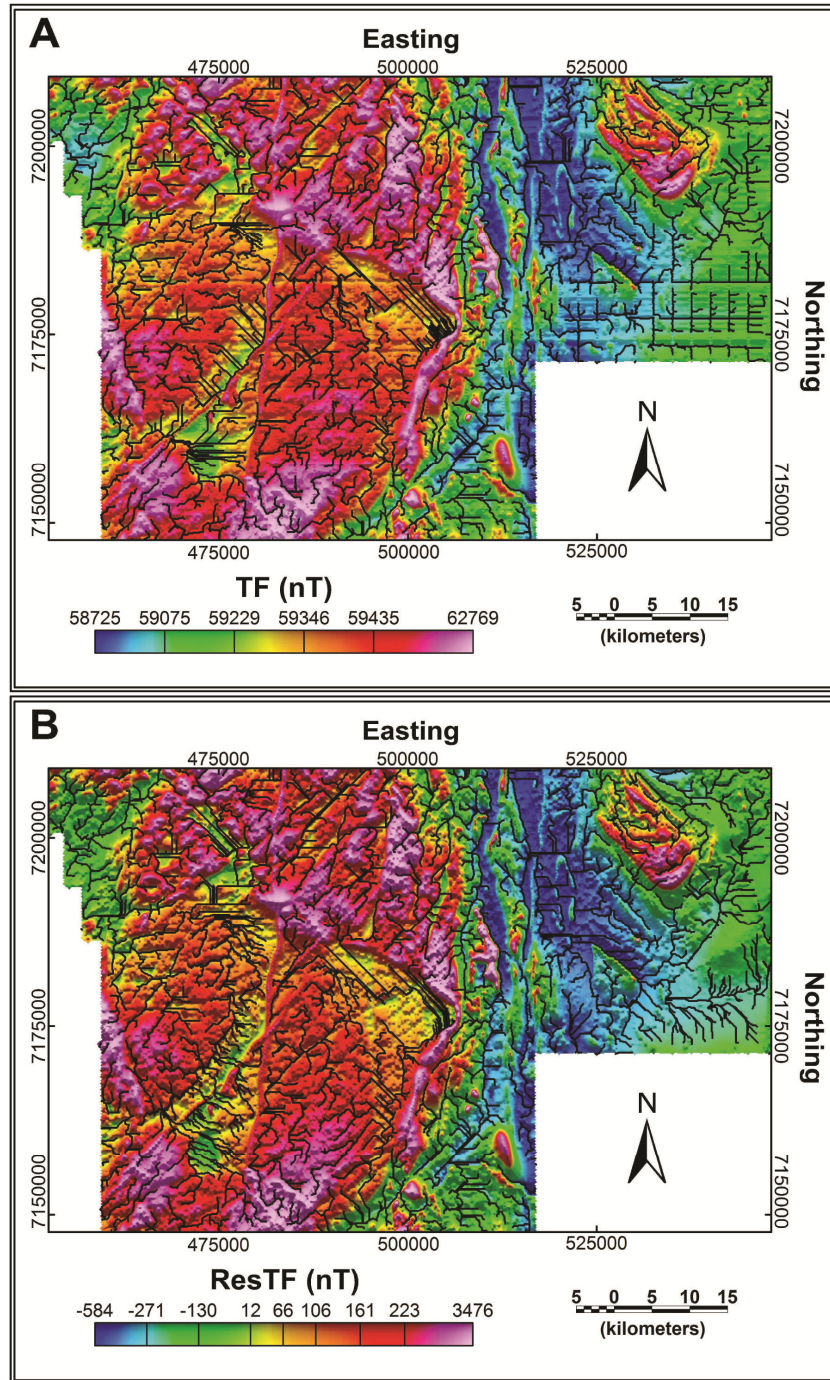 A
Easting
475000 500000 525000
7200000
7175000
7150000
7200000
7175000
7150000
Northing
N
475000 500000 525000
TF (nT)
58725 59075 59229 59346 59435 62769
5 0 5 10 15
(kilometers)
B
Easting
475000 500000 525000
7200000
7175000
7150000
7200000
7175000
7150000
Northing
N
475000 500000 525000
ResTF (nT)
-584 -271 -130 12 66 106 161 223 3476
5 0 5 10 15
(kilometers)